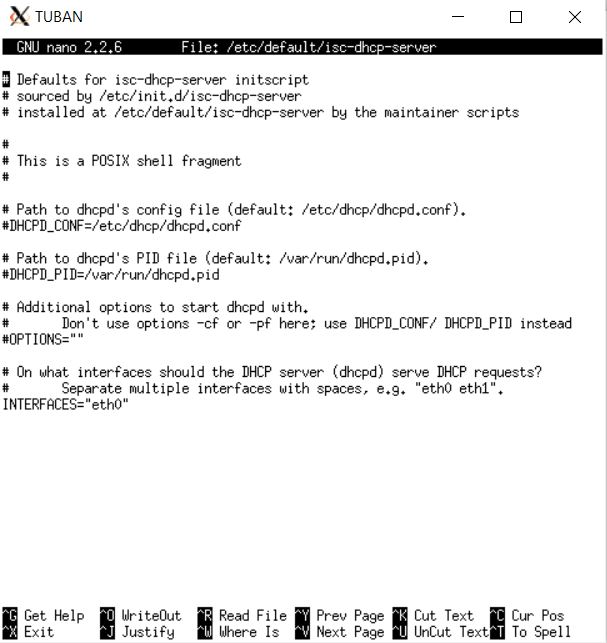 TUBAN
GNU nano 2.2.6 File: /etc/default/isc-dhcp-server
# Defaults for isc-dhcp-server initscript
# sourced by /etc/init.d/isc-dhcp-server
# installed at /etc/default/isc-dhcp-server by the maintainer scripts
#
# This is a POSIX shell fragment
#
# Path to dhcpd's config file (default: /etc/dhcp/dhcpd.conf).
#DHCPD_CONF=/etc/dhcp/dhcpd.conf
# Path to dhcpd's PID file (default: /var/run/dhcpd.pid).
#DHCPD_PID=/var/run/dhcpd.pid
# Additional options to start dhcpd with.
#       Don't use options -cf or -pf here; use DHCPD_CONF/ DHCPD_PID instead
#OPTIONS=""
# On what interfaces should the DHCP server (dhcpd) serve DHCP requests?
#       Separate multiple interfaces with spaces, e.g. "eth0 eth1".
INTERFACES="eth0"
^G Get Help ^O WriteOut ^R Read File ^Y Prev Page ^K Cut Text ^C Cur Pos
^X Exit ^J Justify ^W Where Is ^V Next Page ^U UnCut Text ^T To Spell